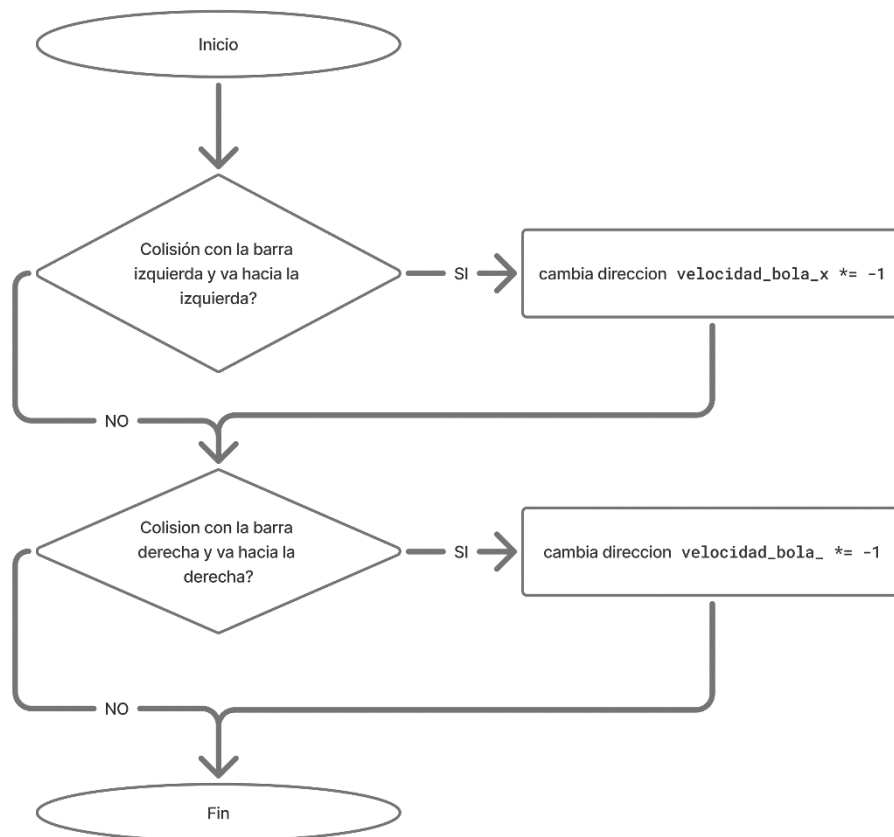 Inicio
Colisión con la barra
izquierda y va hacia la
izquierda?
SI
cambia direccion velocidad_bola_x *= -1
NO
Colision con la barra
derecha y va hacia la
derecha?
SI
cambia direccion velocidad_bola_ *= -1
NO
Fin